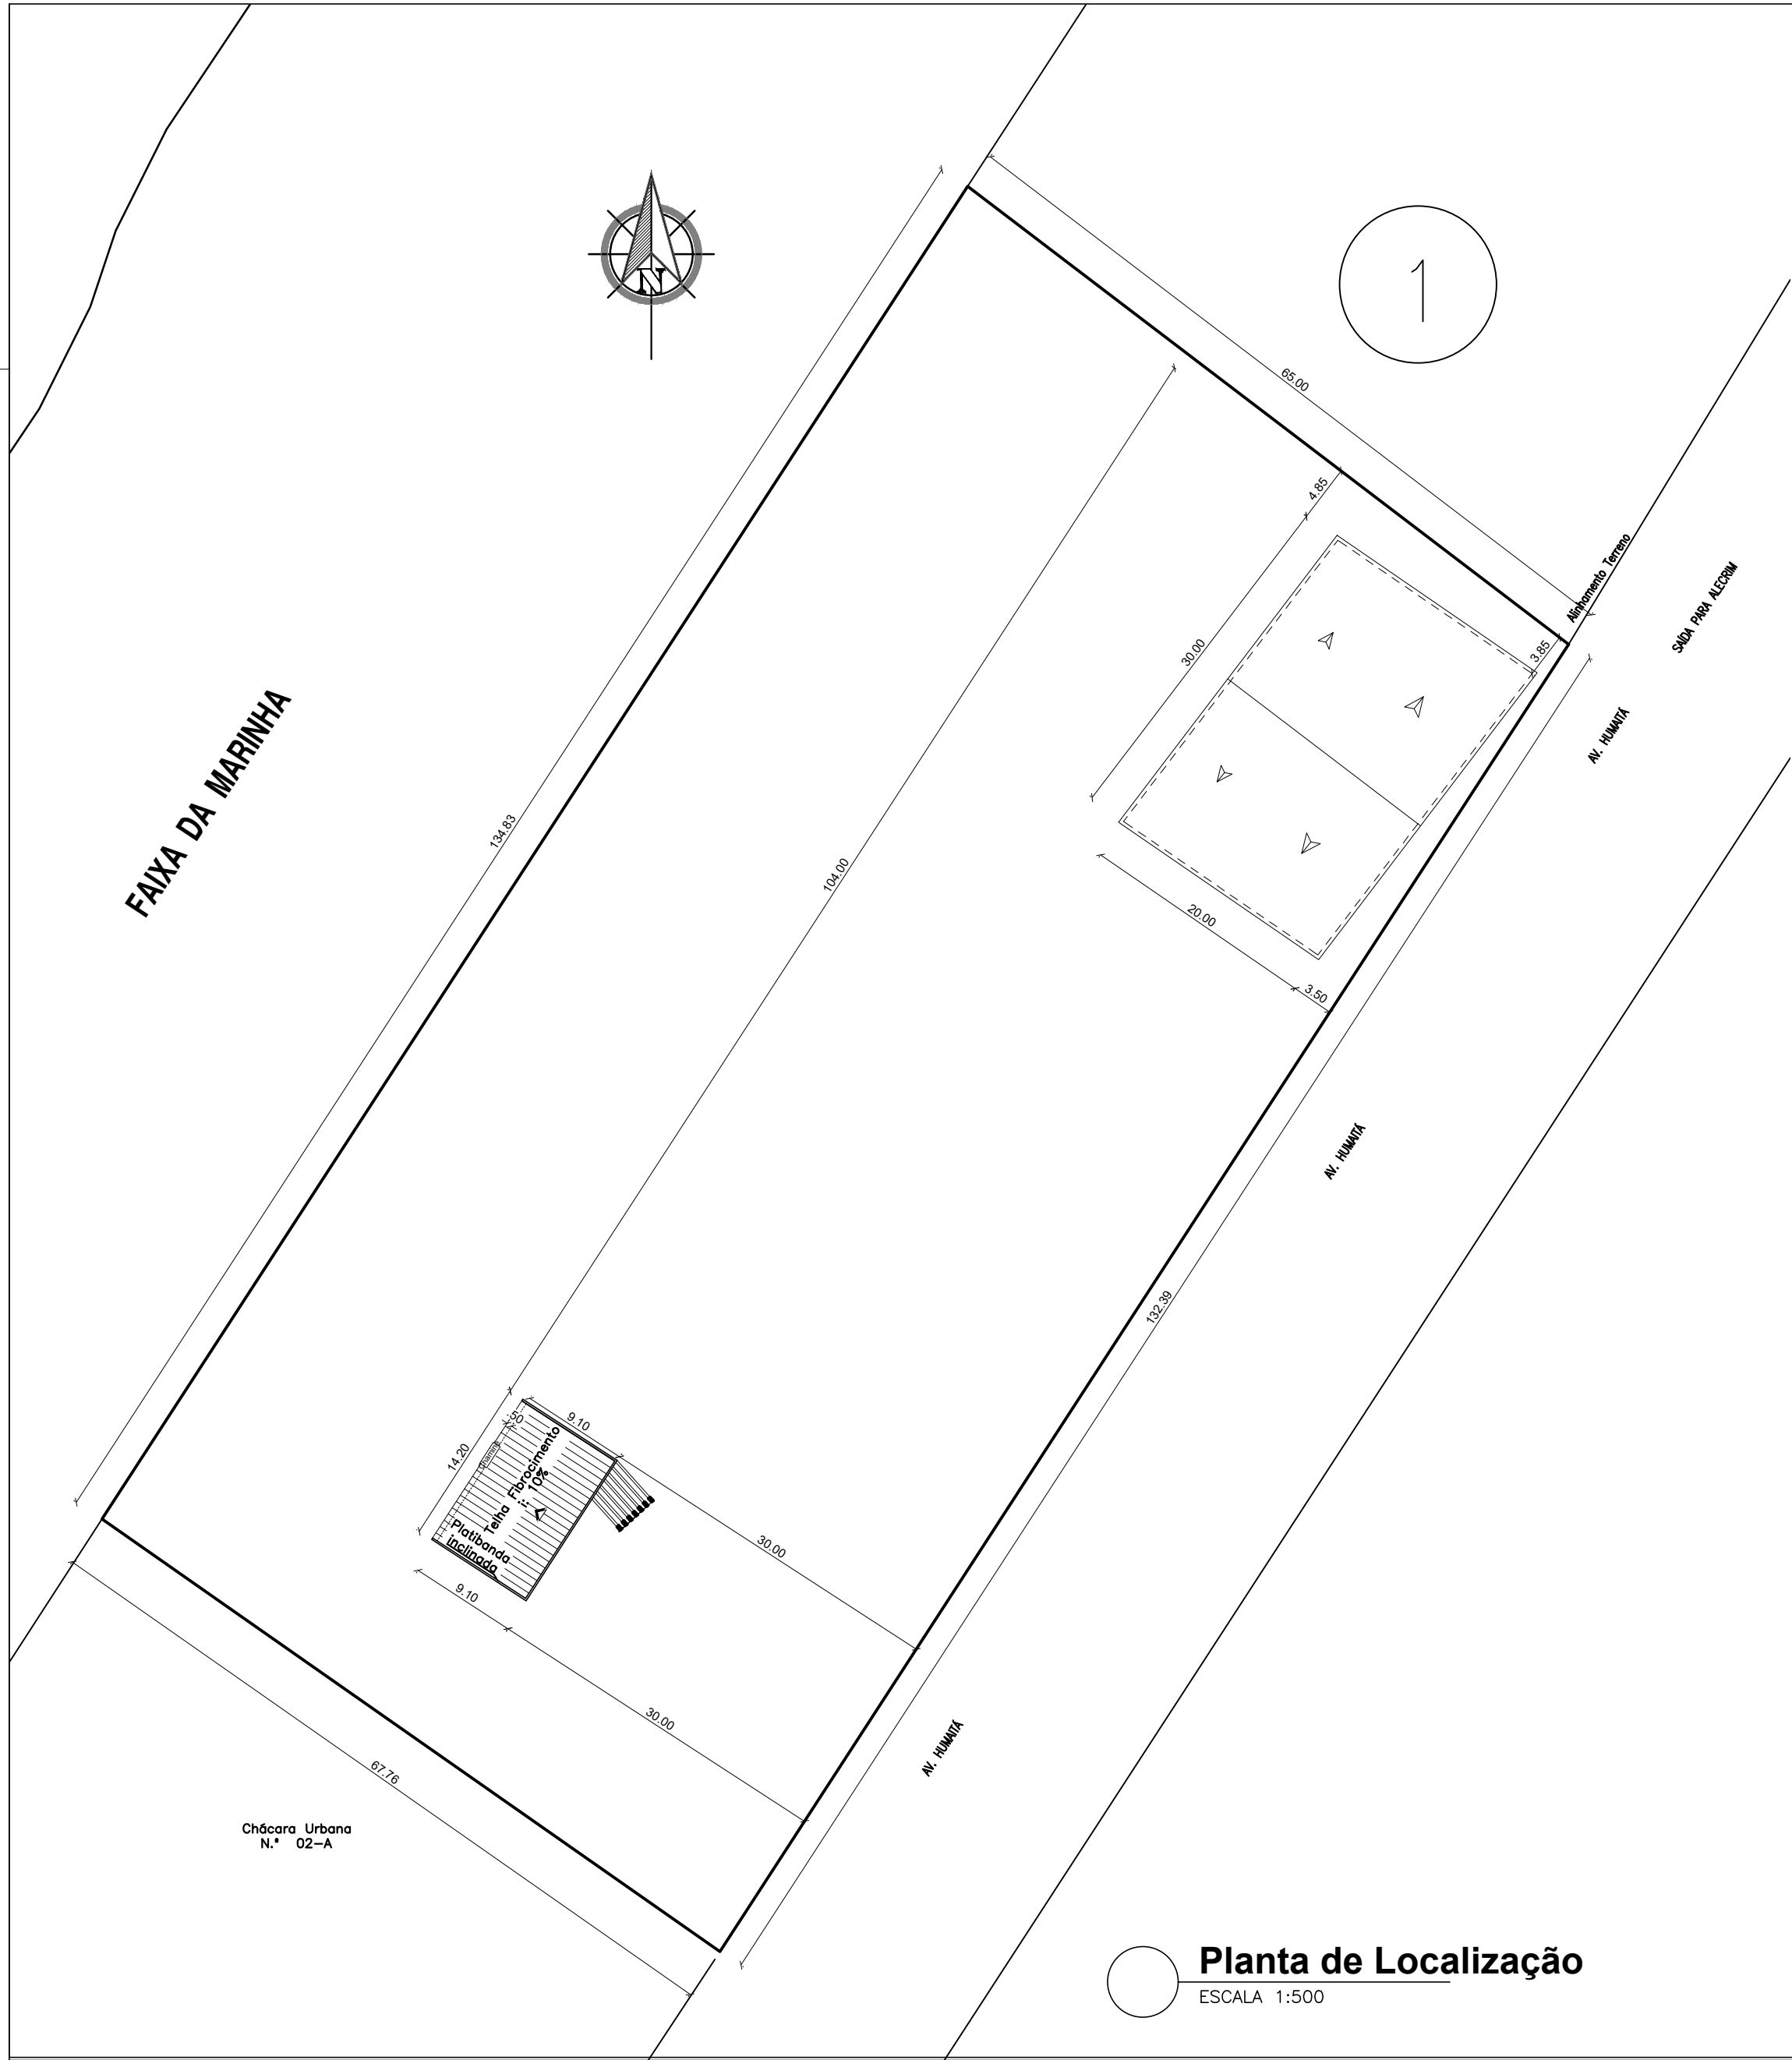 N
1
65.00
4.85
Alinhamento Terreno
SAÍDA PARA ALECRIM
30.00
3.85
AV. HUMAITÁ
FAIXA DA MARINHA
134.83
104.00
20.00
3.50
AV. HUMAITÁ
132.39
9.10
.50
14.20
Chaminé
Telha Fibrocimento
i: 10%
Platibanda
inclinada
30.00
9.10
30.00
AV. HUMAITÁ
67.76
Chácara Urbana
N.º 02-A
Planta de Localização
ESCALA 1:500